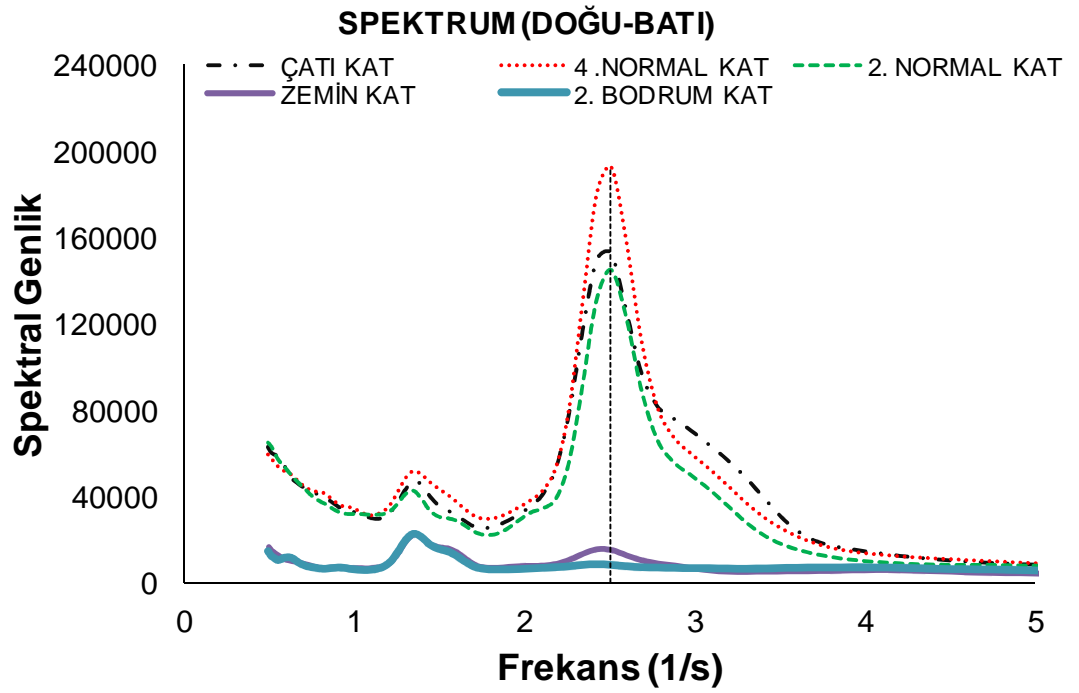 SPEKTRUM (DOĞU-BATI)
ÇATI KAT
4 .NORMAL KAT
2. NORMAL KAT
ZEMİN KAT
2. BODRUM KAT
Spektral Genlik
240000
200000
160000
120000
80000
40000
0
0 1 2 3 4 5
Frekans (1/s)